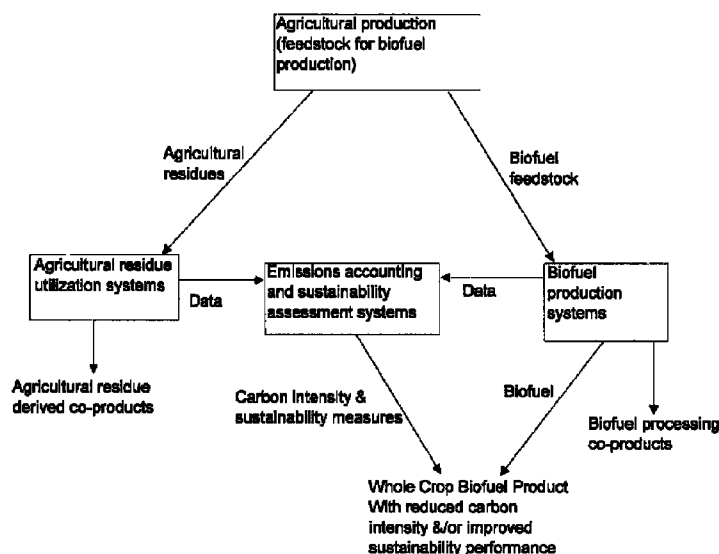 Agricultural production
(feedstock for biofuel
production)
Agricultural
residues
Biofuel
feedstock
Agricultural residue
utilization systems
Data
Emissions accounting
and sustainability
assessment systems
Data
Biofuel
production
systems
Agricultural residue
derived co-products
Carbon Intensity &
sustainability measures
Biofuel
Biofuel processing
co-products
Whole Crop Biofuel Product
With reduced carbon
intensity &/or improved
sustainability performance